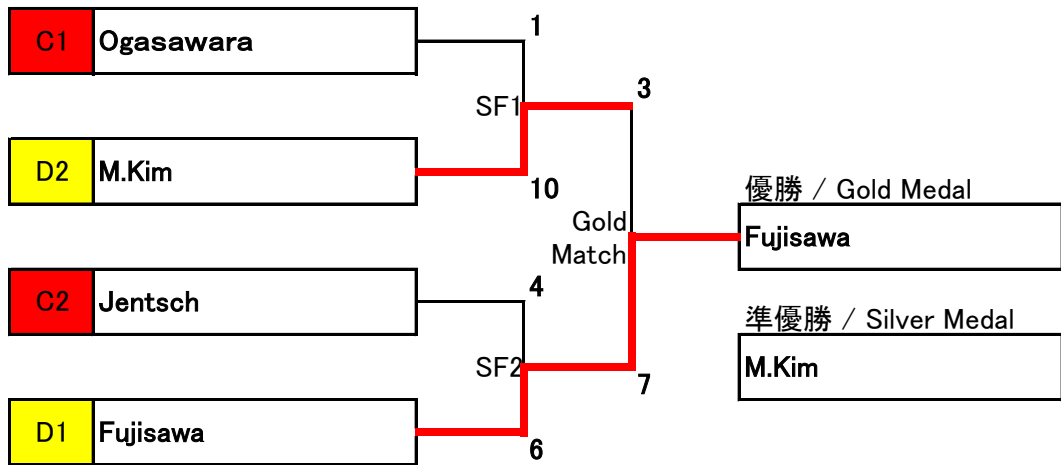 C1 Ogasawara
1
SF1
3
D2 M.Kim
10
Gold
Match
優勝 / Gold Medal
Fujisawa
C2 Jentsch
4
準優勝 / Silver Medal
M.Kim
SF2
7
D1 Fujisawa
6